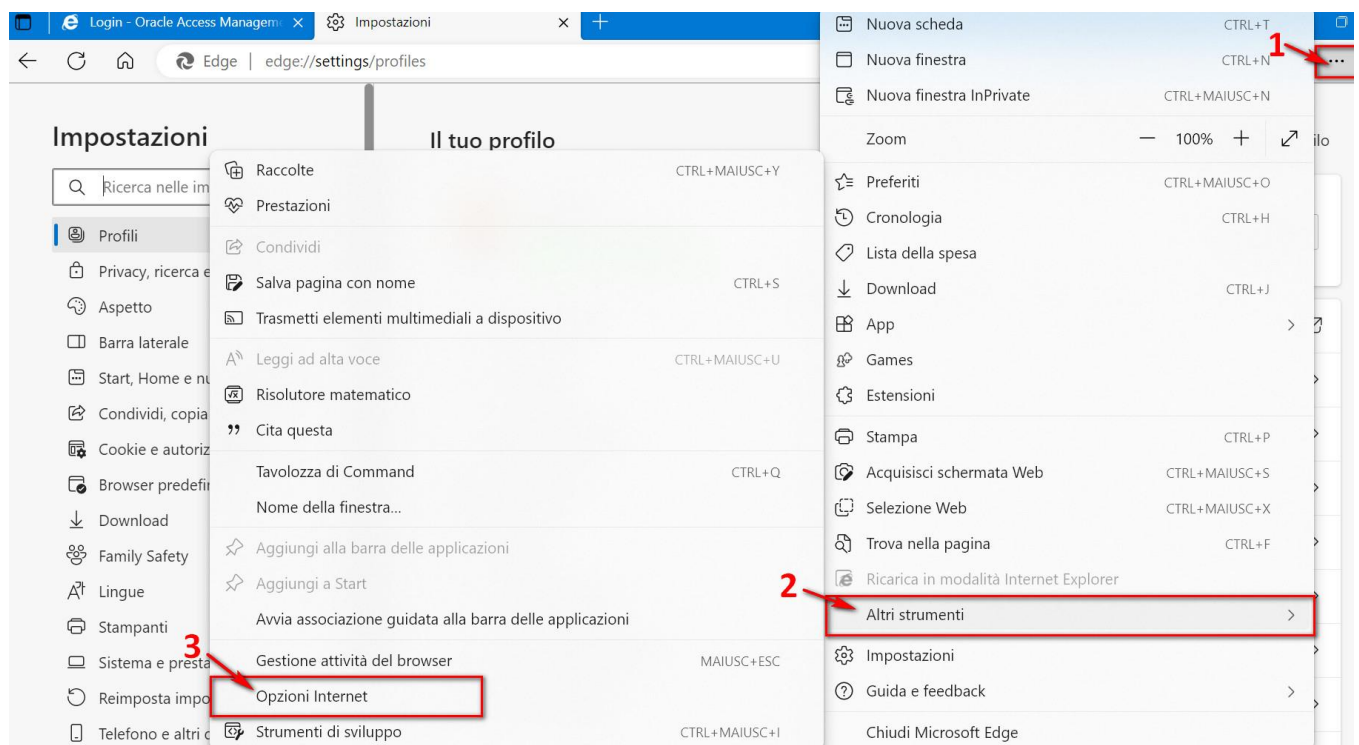 Login - Oracle Access Managem
Impostazioni
Edge | edge://settings/profiles
1
Impostazioni
Ricerca nelle im
Profili
Privacy, ricerca e
Aspetto
Barra laterale
Start, Home e nu
Condividi, copia
Cookie e autoriz
Browser predefin
Download
Family Safety
Lingue
Stampanti
Sistema e presta
Reimposta impo
Telefono e altri d
Il tuo profilo
ilo
Raccolte CTRL+MAIUSC+Y
Prestazioni
Condividi
Salva pagina con nome CTRL+S
Trasmetti elementi multimediali a dispositivo
Leggi ad alta voce CTRL+MAIUSC+U
Risolutore matematico
Cita questa
Tavolozza di Command CTRL+Q
Nome della finestra...
Aggiungi alla barra delle applicazioni
Aggiungi a Start
Avvia associazione guidata alla barra delle applicazioni
Gestione attività del browser MAIUSC+ESC
3
Opzioni Internet
Strumenti di sviluppo CTRL+MAIUSC+I
Nuova scheda CTRL+T
Nuova finestra CTRL+N
Nuova finestra InPrivate CTRL+MAIUSC+N
Zoom — 100% +
Preferiti CTRL+MAIUSC+O
Cronologia CTRL+H
Lista della spesa
Download CTRL+J
App
Games
Estensioni
Stampa CTRL+P
Acquisisci schermata Web CTRL+MAIUSC+S
Selezione Web CTRL+MAIUSC+X
Trova nella pagina CTRL+F
Ricarica in modalità Internet Explorer
2
Altri strumenti
Impostazioni
Guida e feedback
Chiudi Microsoft Edge